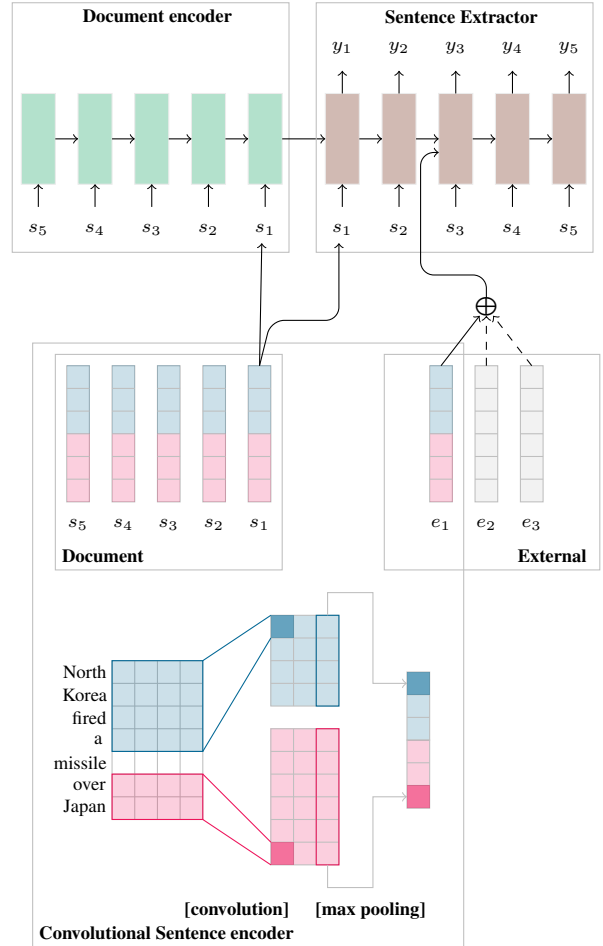 Document encoder
Sentence Extractor
y1 y2 y3 y4 y5
s5 s4 s3 s2 s1
s1 s2 s3 s4 s5
s5 s4 s3 s2 s1
Document
e1 e2 e3
External
North
Korea
fired
a
missile
over
Japan
[convolution] [max pooling]
Convolutional Sentence encoder